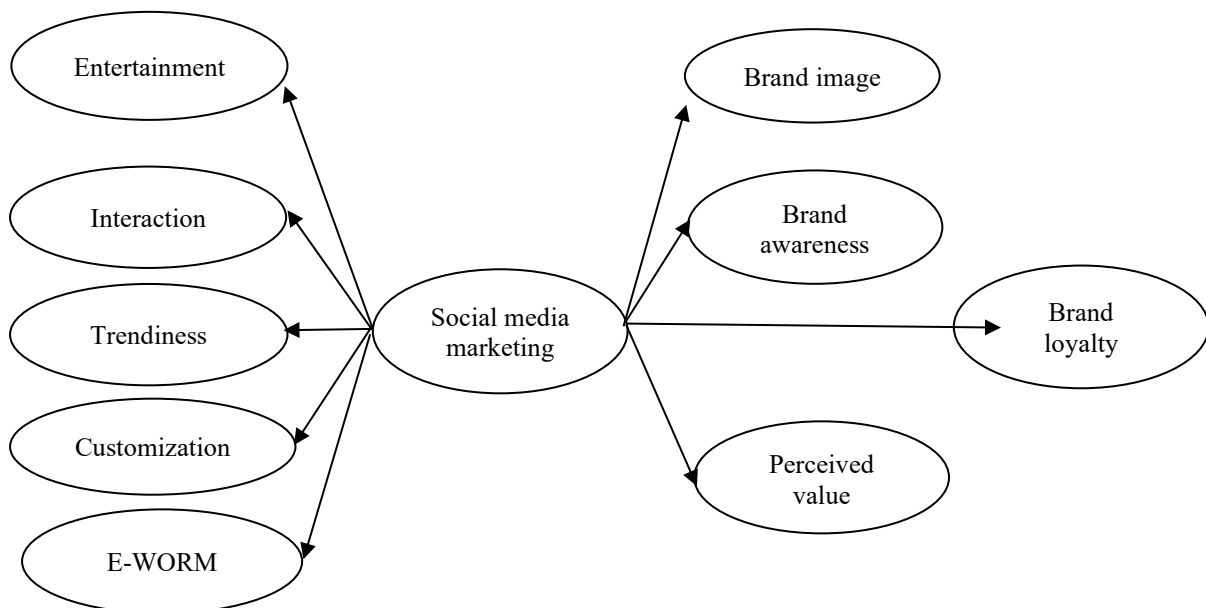 Entertainment
Interaction
Trendiness
Customization
E-WORM
Social media
marketing
Brand image
Brand
awareness
Perceived
value
Brand
loyalty